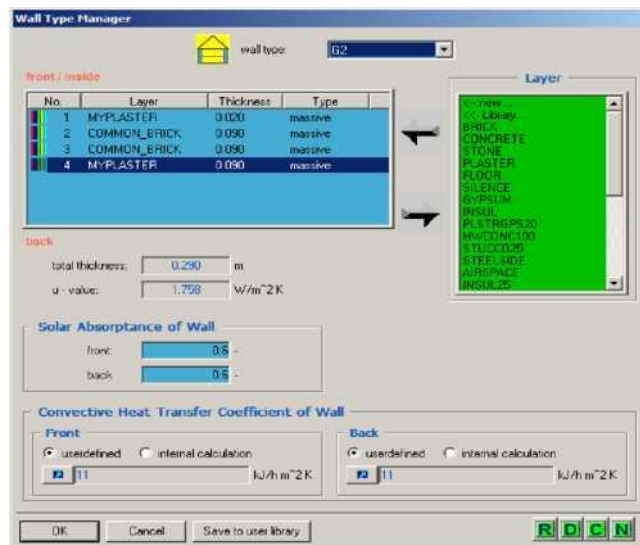 Wall Type Manager
wall type: G2
front / inside
Layer
No. Layer Thickness Type
1 MYPLASTER 0.020 massive
2 COMMON_BRICK 0.090 massive
3 COMMON_BRICK 0.090 massive
4 MYPLASTER 0.090 massive
<- new ...
<< Library...
BRICK
CONCRETE
STONE
PLASTER
FLOOR
SILENCE
GYPSUM
INSUL
PLSTRGPS20
HWCONC100
STUCCO25
STEELSIDE
AIRSPACE
INSUL25
back
total thickness: 0.290 m
u - value: 1.758 W/m^2 K
Solar Absorptance of Wall
front: 0.6 -
back: 0.6 -
Convective Heat Transfer Coefficient of Wall
Front
userdefined internal calculation
11 kJ/h m^2 K
Back
userdefined internal calculation
11 kJ/h m^2 K
OK Cancel Save to user library R D C N